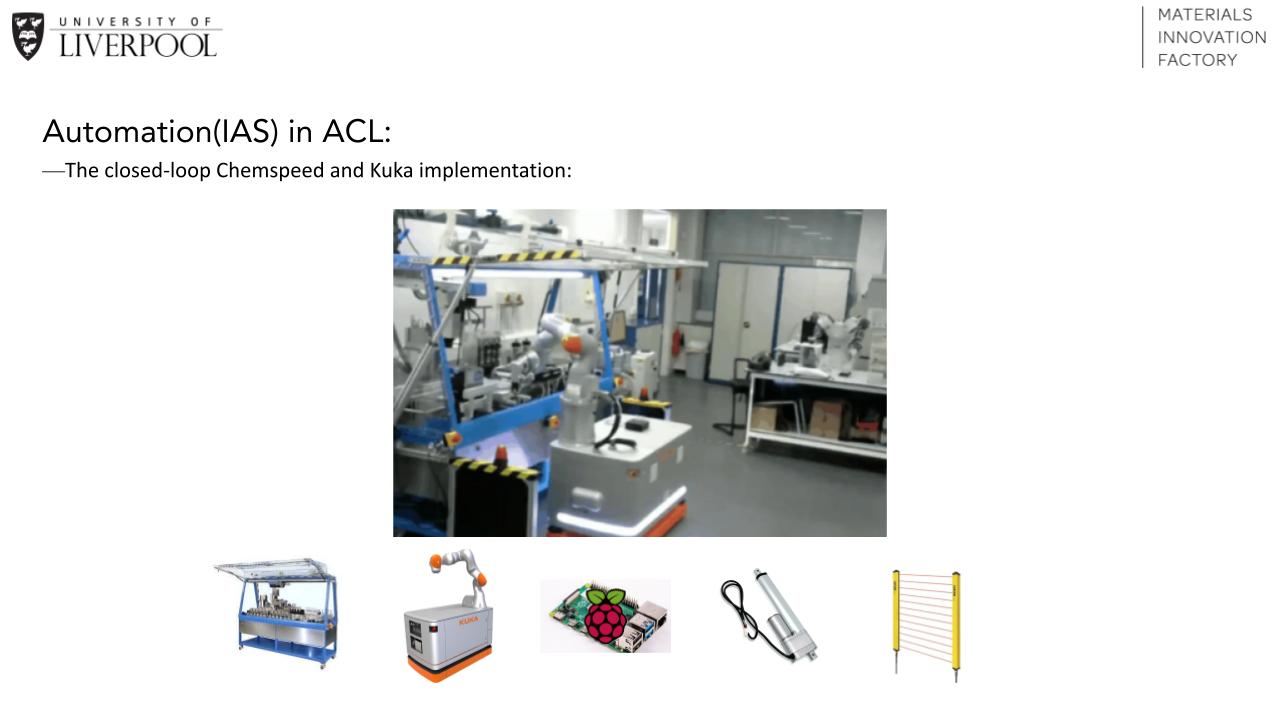 UNIVERSITY OF
LIVERPOOL
MATERIALS
INNOVATION
FACTORY
Automation(IAS) in ACL:
—The closed-loop Chemspeed and Kuka implementation:
KUKA